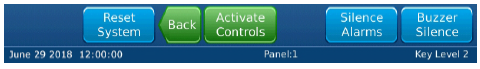 Reset System
Back
Activate Controls
Silence Alarms
Buzzer Silence
June 29 2018 12:00:00
Panel:1
Key Level 2